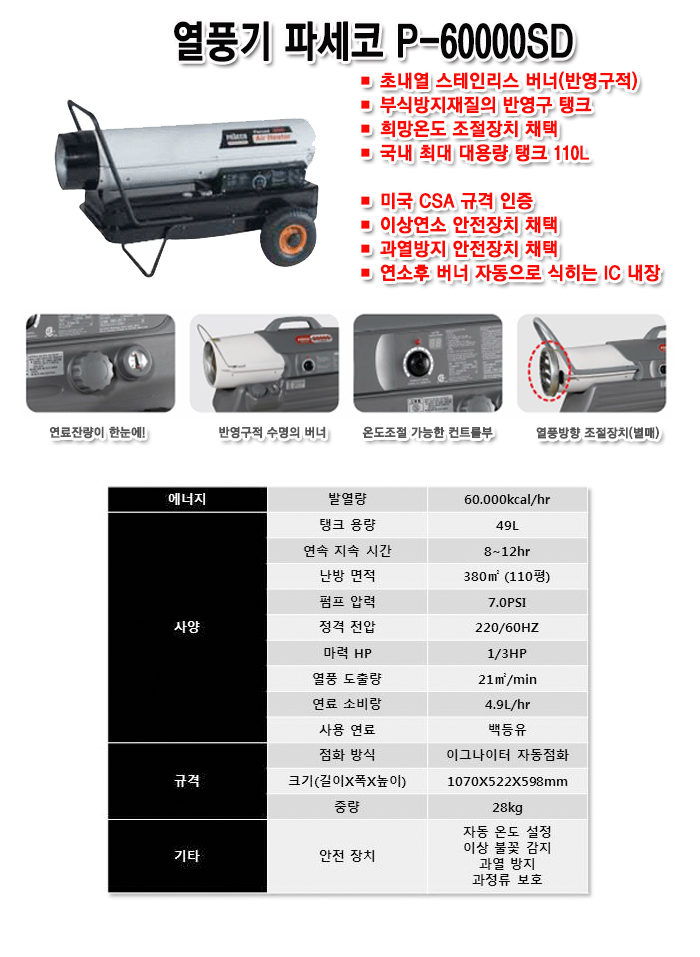 열풍기 파세코 P-60000SD
■ 초내열 스테인리스 버너(반영구적)
■ 부식방지재질의 반영구 탱크
■ 희망온도 조절장치 채택
■ 국내 최대 대용량 탱크 110L
■ 미국 CSA 규격 인증
■ 이상연소 안전장치 채택
■ 과열방지 안전장치 채택
■ 연소후 버너 자동으로 식히는 IC 내장
Air Heater
연료잔량이 한눈에!
반영구적 수명의 버너
온도조절 가능한 컨트롤부
열풍방향 조절장치(별매)
에너지 발열량 60.000kcal/hr
사양 탱크 용량 49L
연속 지속 시간 8~12hr
난방 면적 380㎡ (110평)
펌프 압력 7.0PSI
정격 전압 220/60HZ
마력 HP 1/3HP
열풍 도출량 21㎥/min
연료 소비량 4.9L/hr
사용 연료 백등유
규격 점화 방식 이그나이터 자동점화
크기(길이X폭X높이) 1070X522X598mm
중량 28kg
기타 안전 장치 자동 온도 설정
이상 불꽃 감지
과열 방지
과정류 보호